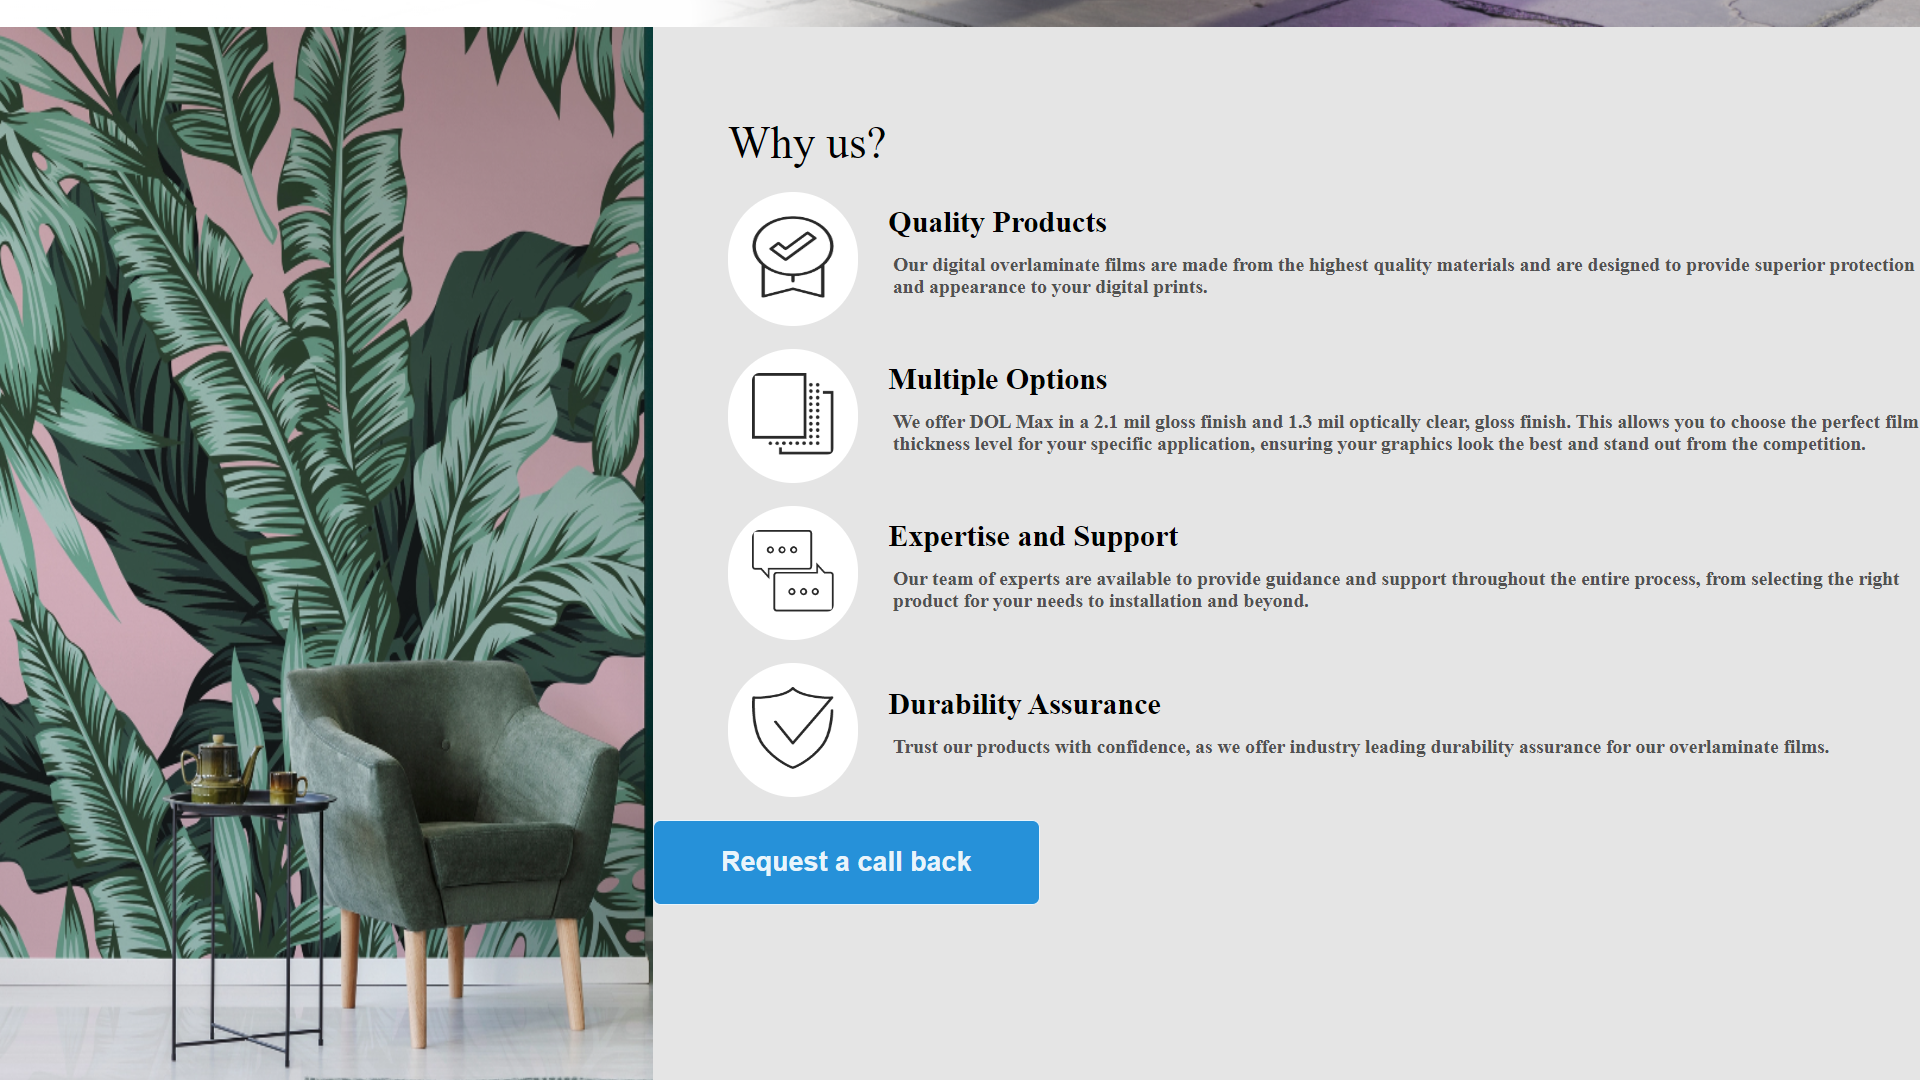 Why us?
Quality Products
Our digital overlaminate films are made from the highest quality materials and are designed to provide superior protection
and appearance to your digital prints.
Multiple Options
We offer DOL Max in a 2.1 mil gloss finish and 1.3 mil optically clear, gloss finish. This allows you to choose the perfect film
thickness level for your specific application, ensuring your graphics look the best and stand out from the competition.
Expertise and Support
Our team of experts are available to provide guidance and support throughout the entire process, from selecting the right
product for your needs to installation and beyond.
Durability Assurance
Trust our products with confidence, as we offer industry leading durability assurance for our overlaminate films.
Request a call back